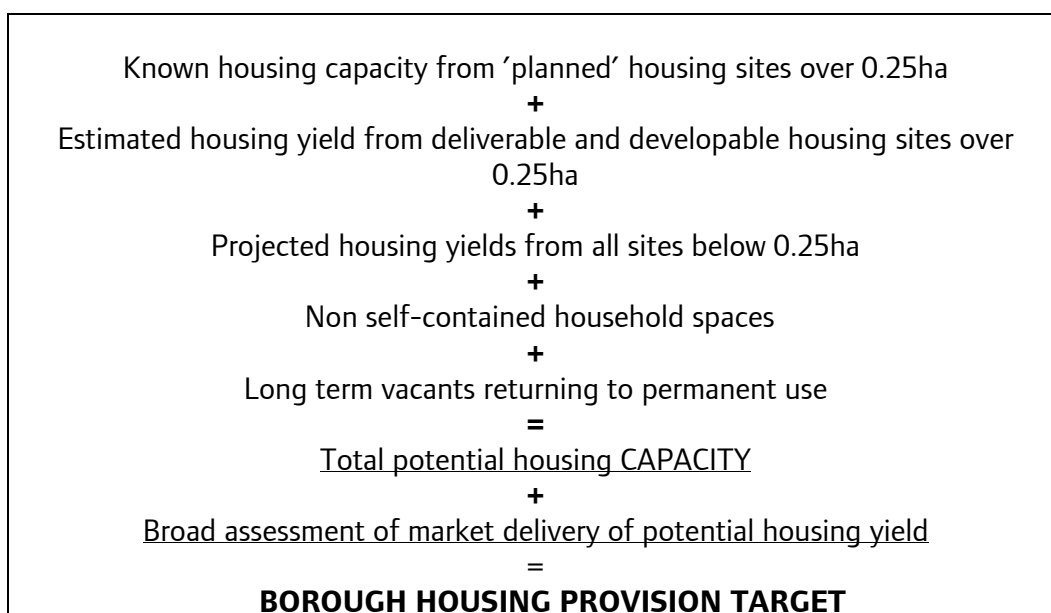 Known housing capacity from ‘planned’ housing sites over 0.25ha
+
Estimated housing yield from deliverable and developable housing sites over
0.25ha
+
Projected housing yields from all sites below 0.25ha
+
Non self-contained household spaces
+
Long term vacants returning to permanent use
=
Total potential housing CAPACITY
+
Broad assessment of market delivery of potential housing yield
=
BOROUGH HOUSING PROVISION TARGET